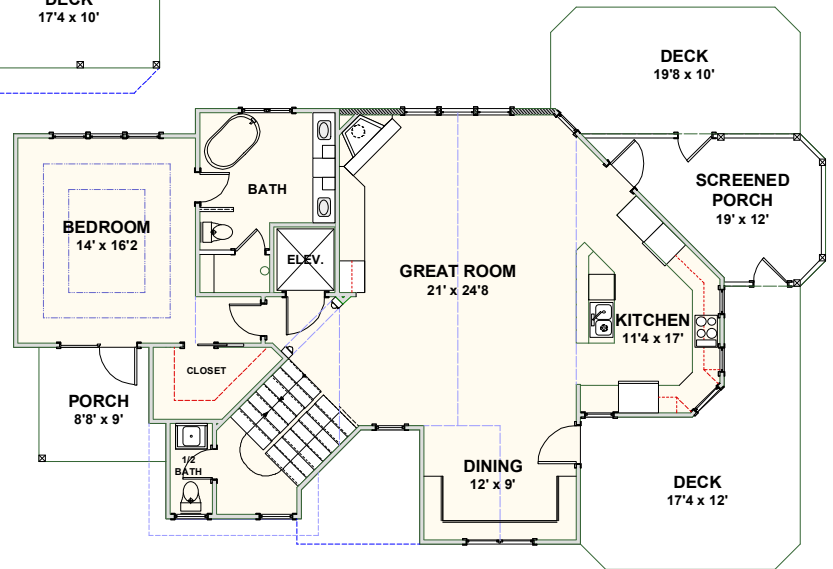 DECK
17'4 x 10'
DECK
19'8 x 10'
BATH
SCREENED
PORCH
19' x 12'
BEDROOM
14' x 16'2
ELEV.
GREAT ROOM
21' x 24'8
KITCHEN
11'4 x 17'
CLOSET
PORCH
8'8' x 9'
1/2
BATH
DINING
12' x 9'
DECK
17'4 x 12'